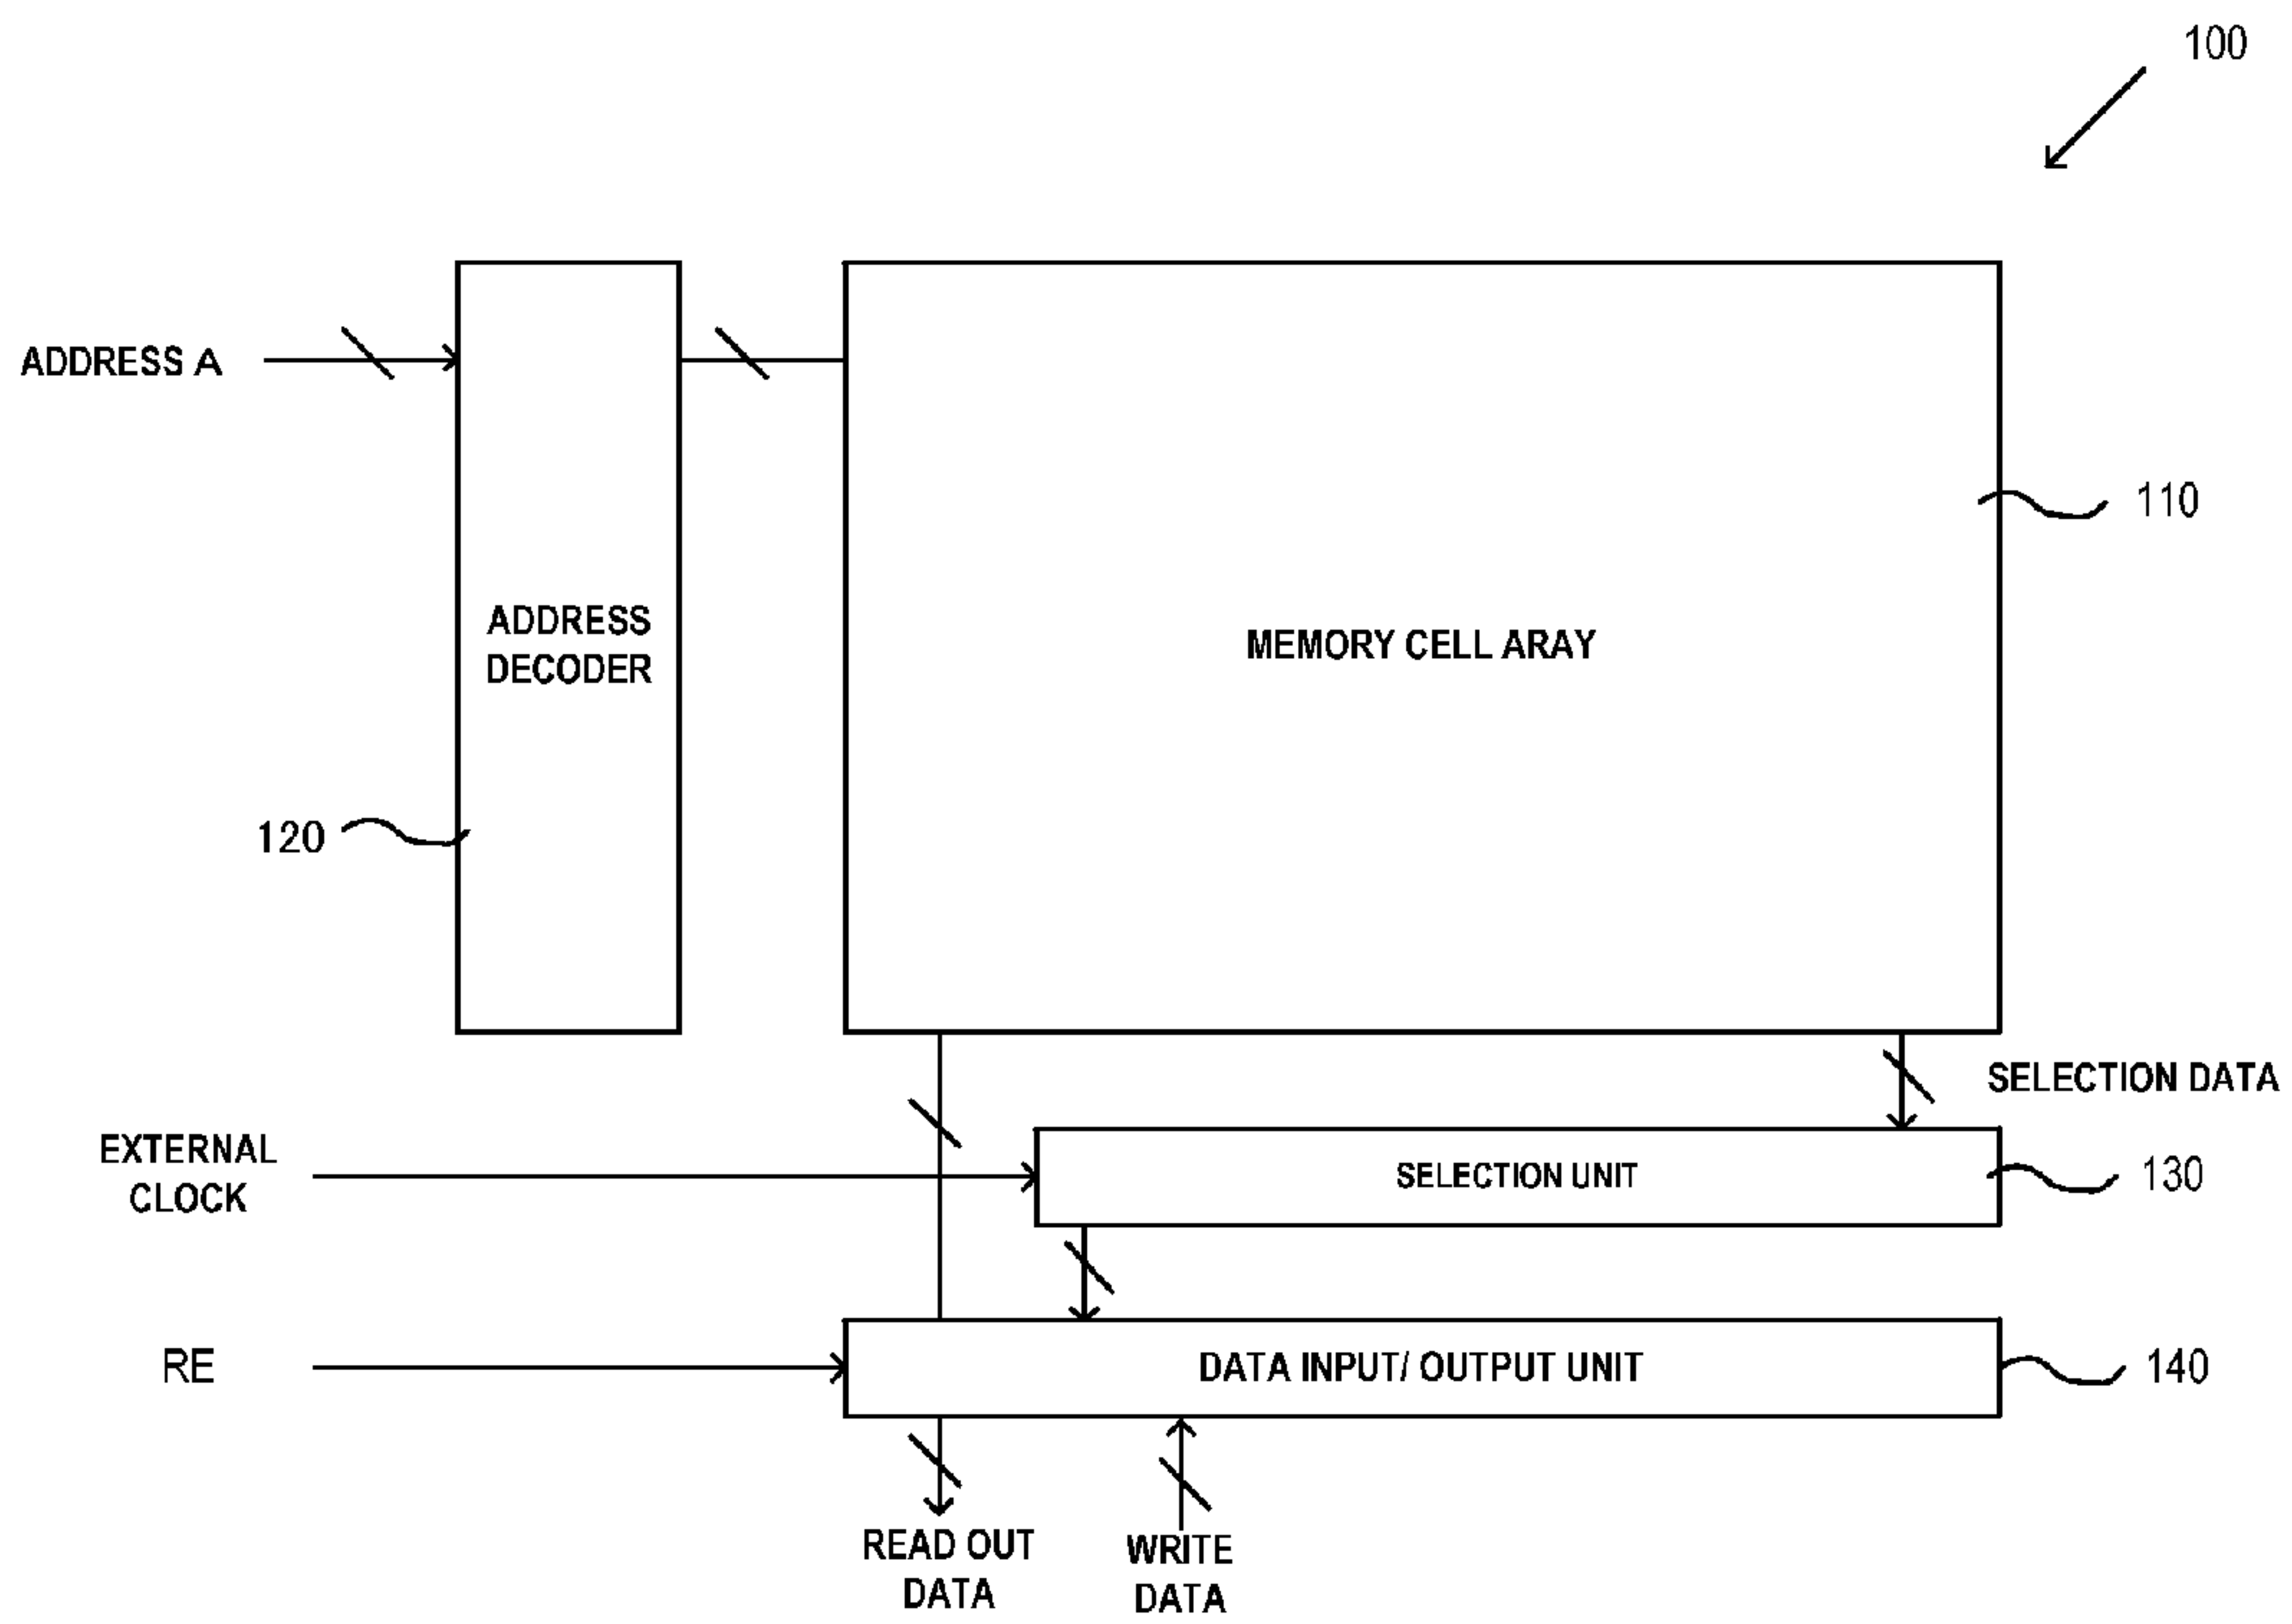 100
ADDRESS A
110
ADDRESS
DECODER
MEMORY CELL ARAY
120
SELECTION DATA
EXTERNAL
CLOCK
SELECTION UNIT
130
RE
DATA INPUT/ OUTPUT UNIT
140
READ OUT
DATA
WRITE
DATA